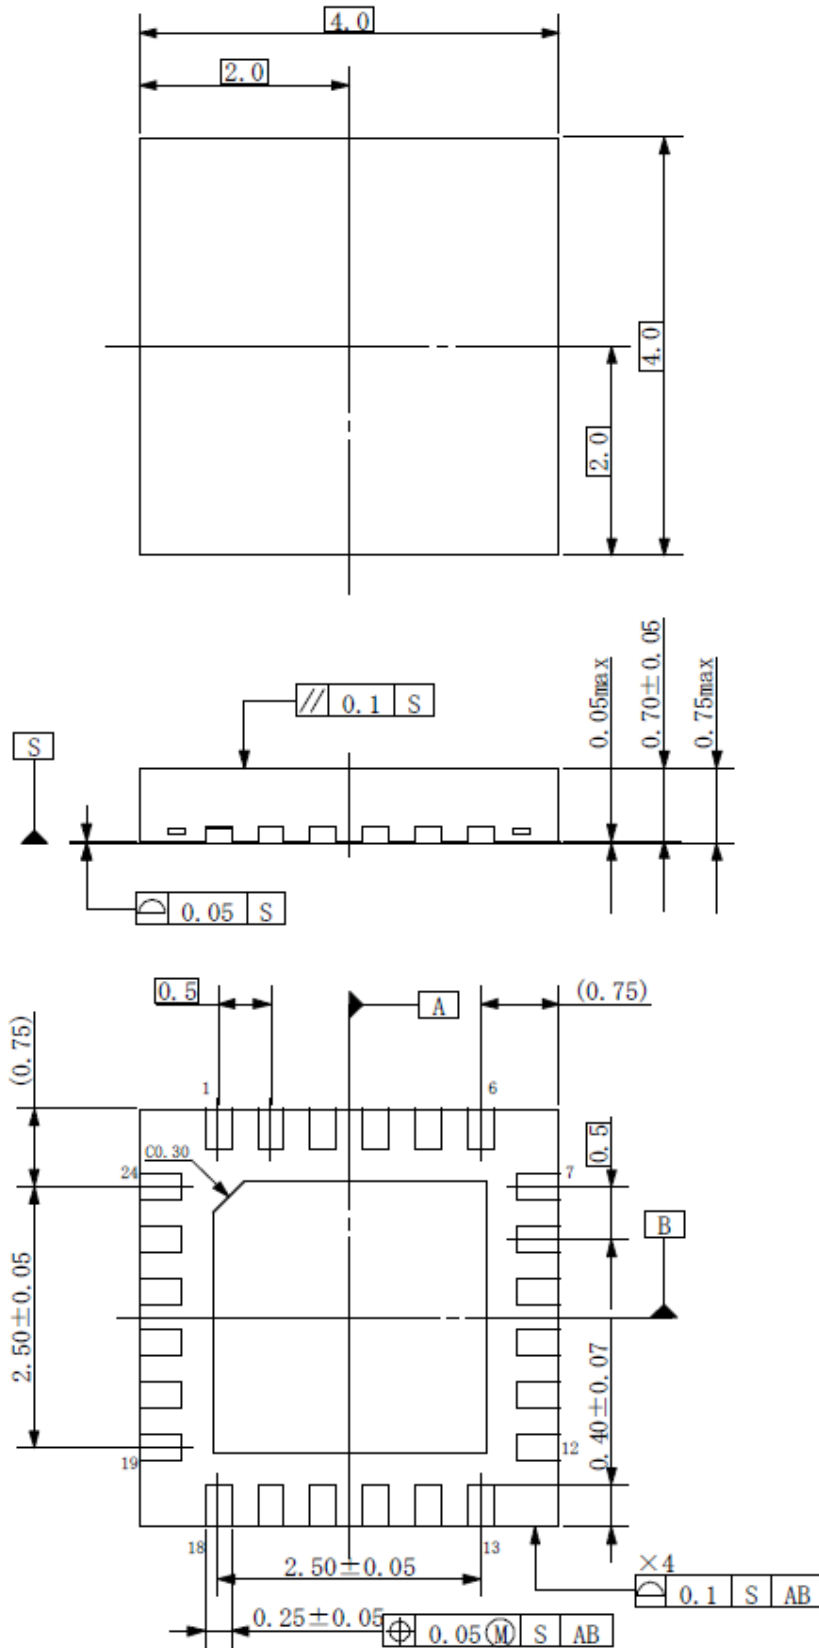 4.0
2.0
4.0
2.0
0.05max
0.70±0.05
0.75max
// 0.1 S
S
⌓ 0.05 S
0.5
A
(0.75)
(0.75)
1
6
C0.30
24
7
0.5
B
2.50±0.05
0.40±0.07
19
12
18
13
2.50±0.05
×4
⌓ 0.1 S AB
0.25±0.05
⌖ 0.05 Ⓜ S AB